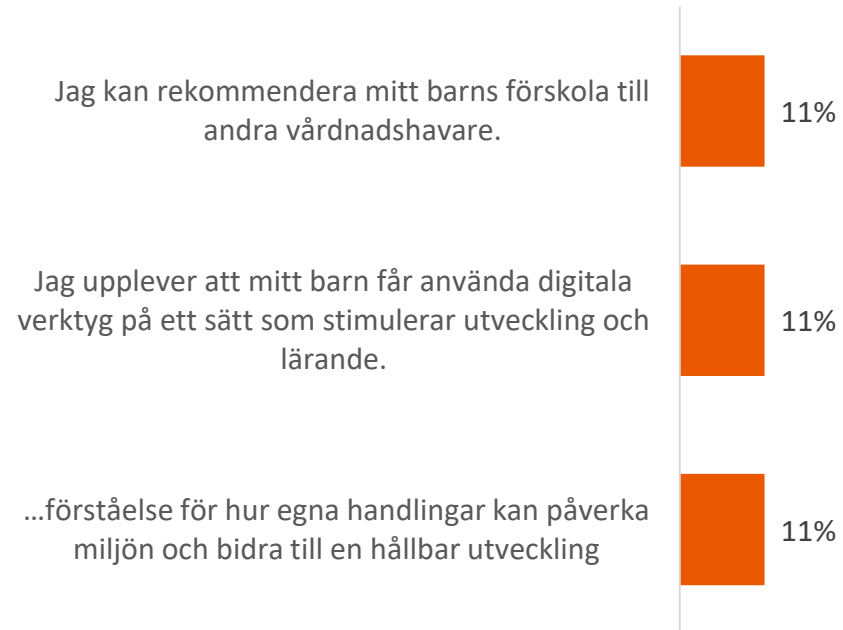 Jag kan rekommendera mitt barns förskola till
andra vårdnadshavare.
11%
Jag upplever att mitt barn får använda digitala
verktyg på ett sätt som stimulerar utveckling och
lärande.
11%
...förståelse för hur egna handlingar kan påverka
miljön och bidra till en hållbar utveckling
11%